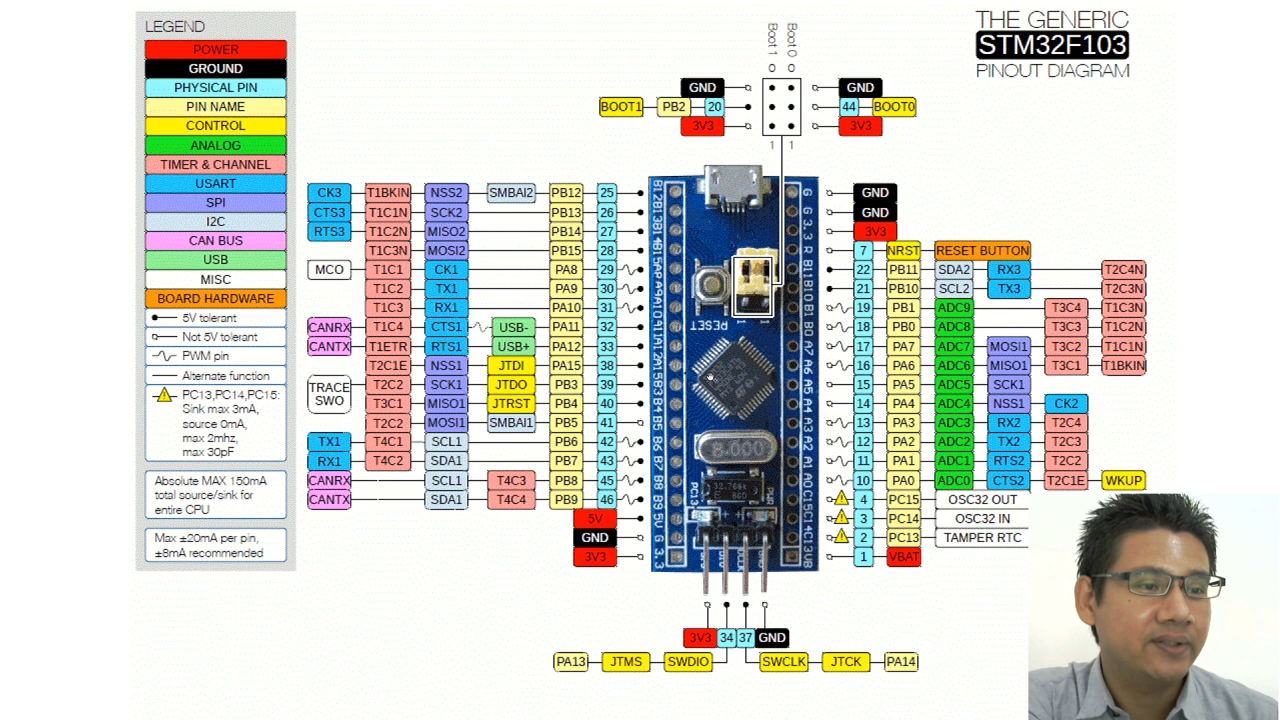 LEGEND
POWER
GROUND
PHYSICAL PIN
PIN NAME
CONTROL
ANALOG
TIMER & CHANNEL
USART
SPI
I2C
CAN BUS
USB
MISC
BOARD HARDWARE
5V tolerant
Not 5V tolerant
PWM pin
Alternate function
PC13,PC14,PC15:
Sink max 3mA,
source 0mA,
max 2mhz,
max 30pF
Absolute MAX 150mA
total source/sink for
entire CPU
Max ±20mA per pin,
±8mA recommended
THE GENERIC
STM32F103
PINOUT DIAGRAM
Boot 1 Boot 0
0 0
GND GND
BOOT1 PB2 20 44 BOOT0
3V3 3V3
1 1
CK3 T1BKIN NSS2 SMBAI2 PB12 25 GND
CTS3 T1C1N SCK2 PB13 26 GND
RTS3 T1C2N MISO2 PB14 27 3V3
T1C3N MOSI2 PB15 28 7 NRST RESET BUTTON
MCO T1C1 CK1 PA8 29 22 PB11 SDA2 RX3 T2C4N
T1C2 TX1 PA9 30 21 PB10 SCL2 TX3 T2C3N
T1C3 RX1 PA10 31 19 PB1 ADC9 T3C4 T1C3N
CANRX T1C4 CTS1 USB- PA11 32 18 PB0 ADC8 T3C3 T1C2N
CANTX T1ETR RTS1 USB+ PA12 33 17 PA7 ADC7 MOSI1 T3C2 T1C1N
T2C1E NSS1 JTDI PA15 38 16 PA6 ADC6 MISO1 T3C1 T1BKIN
TRACE SWO T2C2 SCK1 JTDO PB3 39 15 PA5 ADC5 SCK1
T3C1 MISO1 JTRST PB4 40 14 PA4 ADC4 NSS1 CK2
T2C2 MOSI1 SMBAI1 PB5 41 13 PA3 ADC3 RX2 T2C4
TX1 T4C1 SCL1 PB6 42 12 PA2 ADC2 TX2 T2C3
RX1 T4C2 SDA1 PB7 43 11 PA1 ADC1 RTS2 T2C2
CANRX SCL1 T4C3 PB8 45 10 PA0 ADC0 CTS2 T2C1E WKUP
CANTX SDA1 T4C4 PB9 46 4 PC15 OSC32 OUT
5V 3 PC14 OSC32 IN
GND 2 PC13 TAMPER RTC
3V3 1 VBAT
RESET
8.000
PC13 PWR
3V3 34 37 GND
PA13 JTMS SWDIO SWCLK JTCK PA14